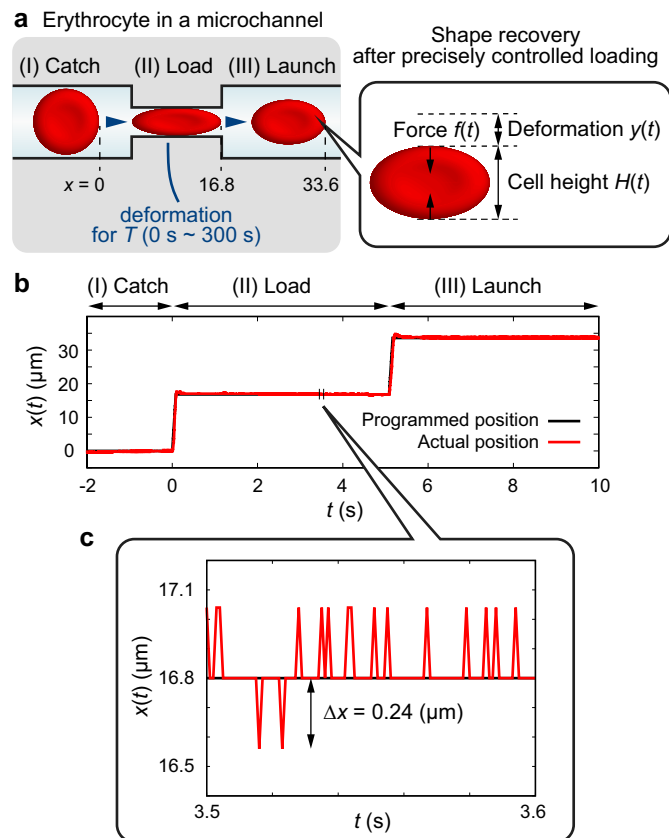 a Erythrocyte in a microchannel
(I) Catch (II) Load (III) Launch
x = 0 16.8 33.6
deformation
for T (0 s ~ 300 s)
Shape recovery
after precisely controlled loading
Force f(t) Deformation y(t)
Cell height H(t)
b
(I) Catch (II) Load (III) Launch
x(t) (μm)
30
20
10
0
Programmed position
Actual position
-2 0 2 4 6 8 10
t (s)
c
x(t) (μm)
17.1
16.8
16.5
Δx = 0.24 (μm)
3.5 3.6
t (s)